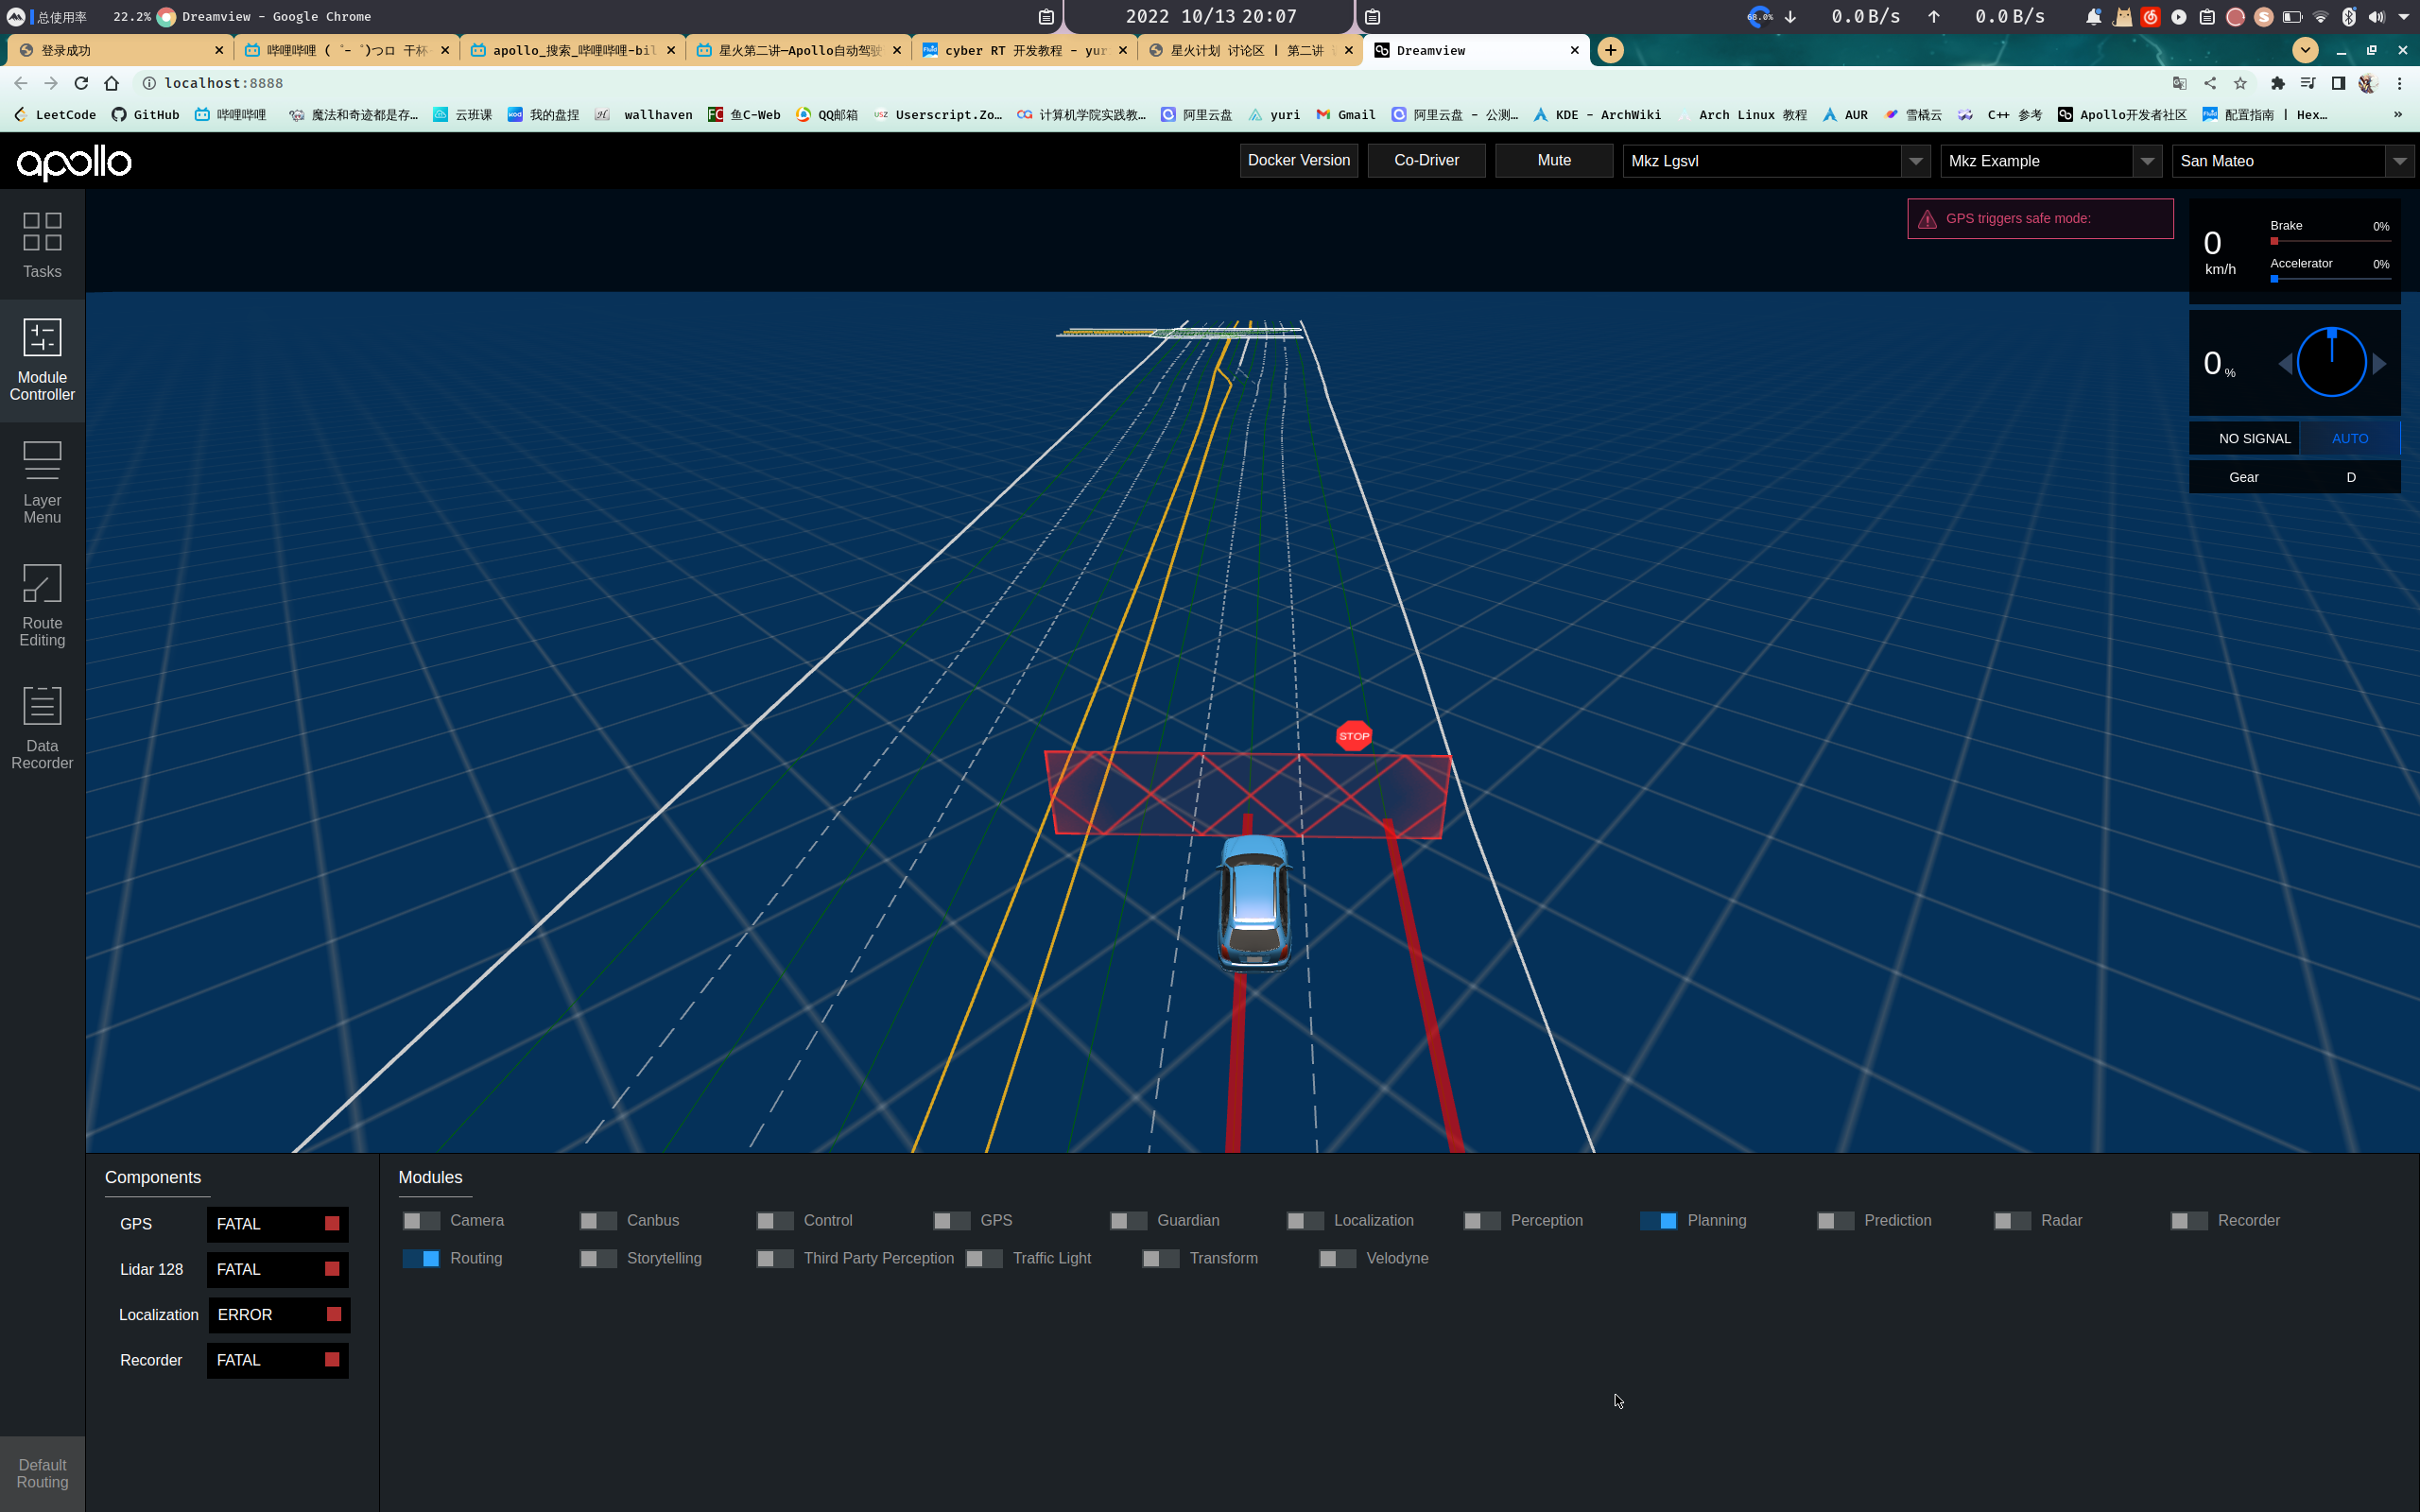 总使用率 22.2% Dreamview - Google Chrome 2022 10/13 20:07 68.0% 0.0 B/s 0.0 B/s
登录成功 哔哩哔哩 ( ゜- ゜)つロ 干杯 apollo_搜索_哔哩哔哩-bil 星火第二讲—Apollo自动驾驶 cyber RT 开发教程 - yur 星火计划 讨论区 | 第二讲 Dreamview
localhost:8888
LeetCode GitHub 哔哩哔哩 魔法和奇迹都是存… 云班课 我的盘捏 wallhaven 鱼C-Web QQ邮箱 Userscript.Zo… 计算机学院实践教… 阿里云盘 yuri Gmail 阿里云盘 - 公测… KDE - ArchWiki Arch Linux 教程 AUR 雪梲云 C++ 参考 Apollo开发者社区 配置指南 | Hex… »
apollo Docker Version Co-Driver Mute Mkz Lgsvl Mkz Example San Mateo
Tasks
Module
Controller
Layer
Menu
Route
Editing
Data
Recorder
Default
Routing
GPS triggers safe mode:
0
km/h
Brake 0%
Accelerator 0%
0 %
NO SIGNAL AUTO
Gear D
STOP
Components
GPS FATAL
Lidar 128 FATAL
Localization ERROR
Recorder FATAL
Modules
Camera Canbus Control GPS Guardian Localization Perception Planning Prediction Radar Recorder
Routing Storytelling Third Party Perception Traffic Light Transform Velodyne